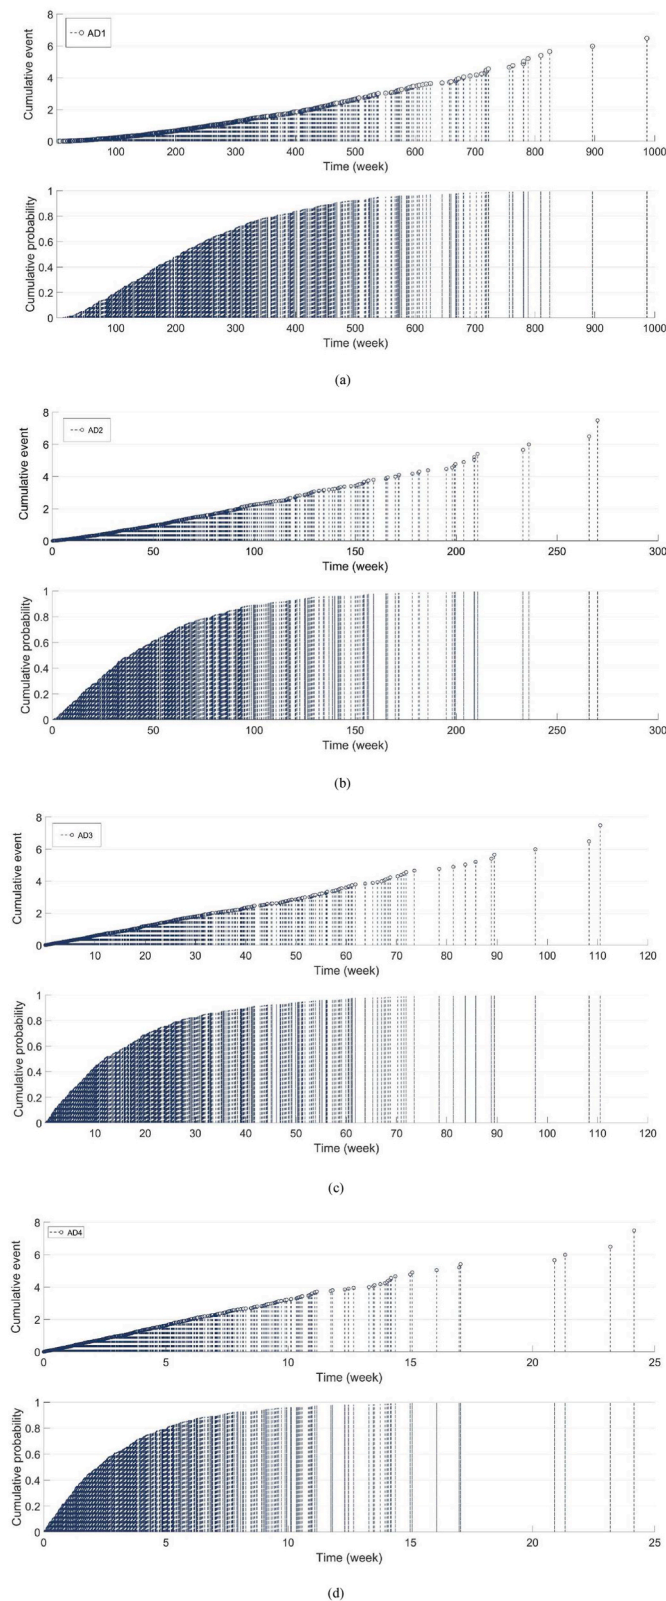 8
AD1
6
4
2
0
Cumulative event
100 200 300 400 500 600 700 800 900 1000
Time (week)
1
0.8
0.6
0.4
0.2
0
Cumulative probability
100 200 300 400 500 600 700 800 900 1000
Time (week)
(a)
8
AD2
6
4
2
0
Cumulative event
0 50 100 150 200 250 300
Time (week)
1
0.8
0.6
0.4
0.2
0
Cumulative probability
50 100 150 200 250 300
Time (week)
(b)
8
AD3
6
4
2
0
Cumulative event
10 20 30 40 50 60 70 80 90 100 110 120
Time (week)
1
0.8
0.6
0.4
0.2
0
Cumulative probability
10 20 30 40 50 60 70 80 90 100 110 120
Time (week)
(c)
8
AD4
6
4
2
0
Cumulative event
0 5 10 15 20 25
Time (week)
1
0.8
0.6
0.4
0.2
0
Cumulative probability
0 5 10 15 20 25
Time (week)
(d)